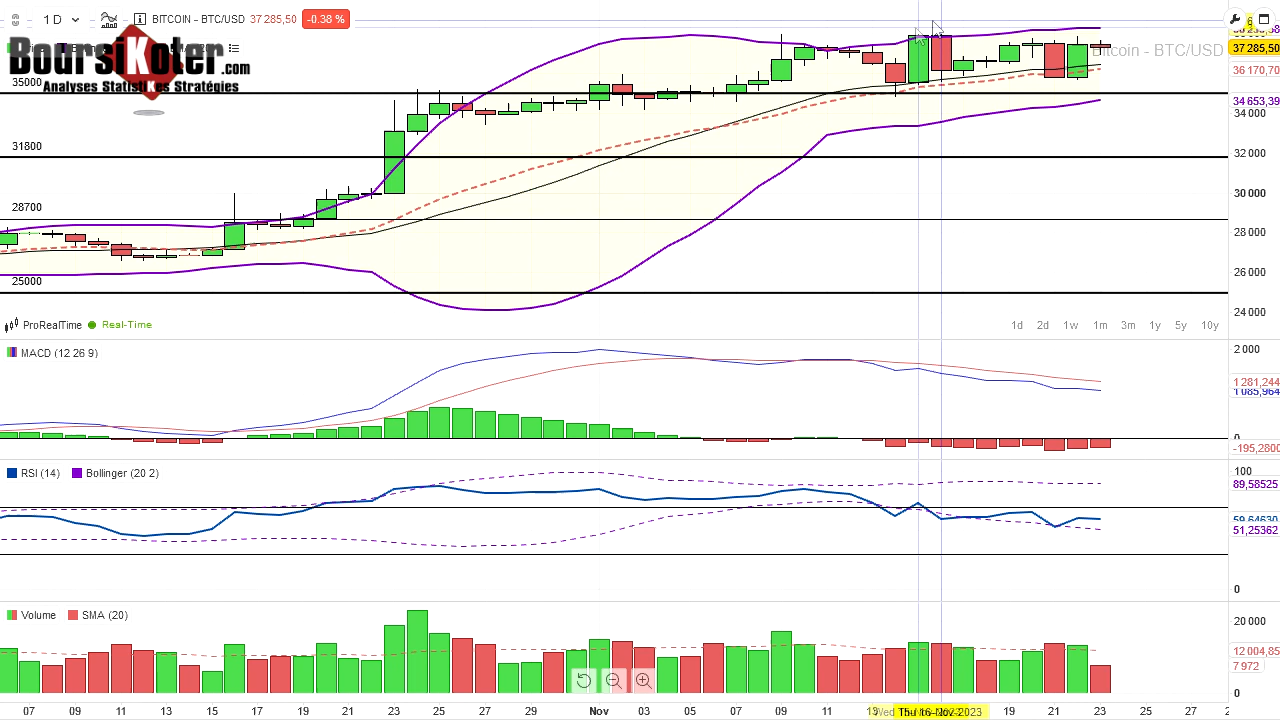 1 D
BITCOIN - BTC/USD
37 285,50
-0.38 %
BoursiKoter.com
Analyses StatistiKes Stratégies
Bitcoin - BTC/USD
37 285,50
36 170,70
34 653,39
34 000
32 000
30 000
28 000
26 000
24 000
35000
31800
28700
25000
ProRealTime
Real-Time
1d
2d
1w
1m
3m
1y
5y
10y
MACD (12 26 9)
2 000
1 281,244
1 085,964
0
-195,2800
RSI (14)
Bollinger (20 2)
100
89,58525
59,64630
51,25362
0
Volume
SMA (20)
20 000
12 004,85
7 972
0
07
09
11
13
15
17
19
21
23
25
27
29
Nov
03
05
07
09
11
Thu 16-Nov-2023
19
21
23
25
27